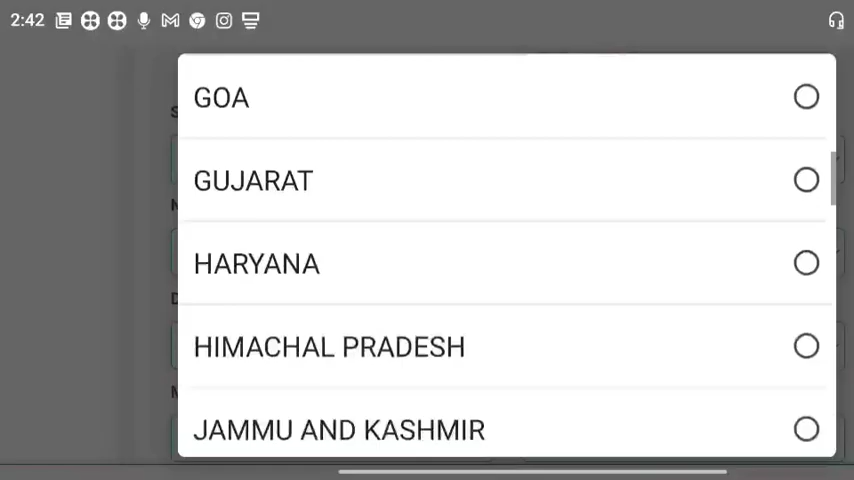 2:42
GOA
GUJARAT
HARYANA
HIMACHAL PRADESH
JAMMU AND KASHMIR